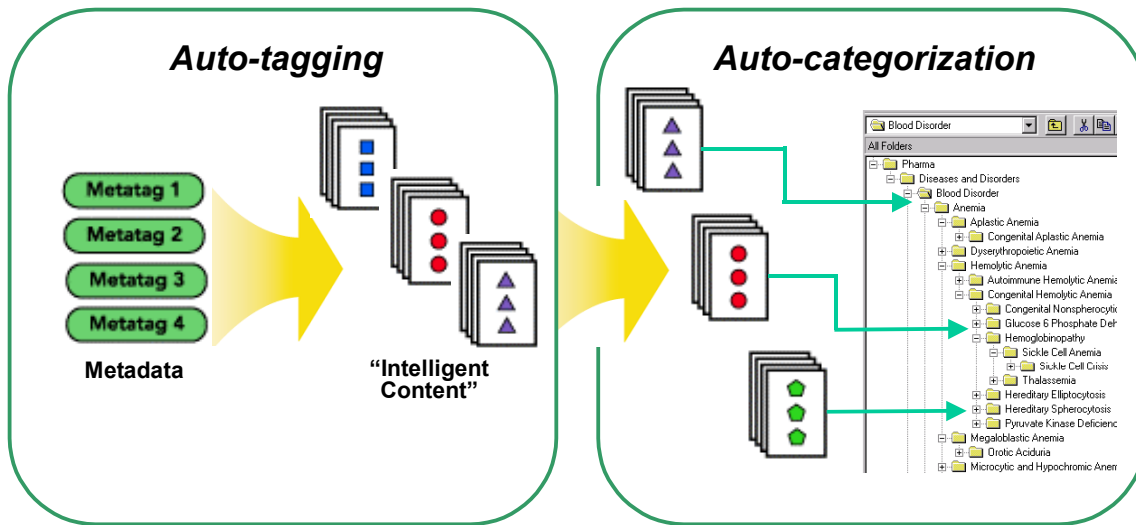 Auto-tagging
Metatag 1
Metatag 2
Metatag 3
Metatag 4
Metadata
“Intelligent
Content”
Auto-categorization
Blood Disorder
All Folders
Pharma
Diseases and Disorders
Blood Disorder
Anemia
Aplastic Anemia
Congenital Aplastic Anemia
Dyserythropoietic Anemia
Hemolytic Anemia
Autoimmune Hemolytic Anemia
Congenital Hemolytic Anemia
Congenital Nonspherocytic
Glucose 6 Phosphate Deh
Hemoglobinopathy
Sickle Cell Anemia
Sickle Cell Crisis
Thalassemia
Hereditary Elliptocytosis
Hereditary Spherocytosis
Pyruvate Kinase Deficienc
Megaloblastic Anemia
Orotic Aciduria
Microcytic and Hypochromic Anem